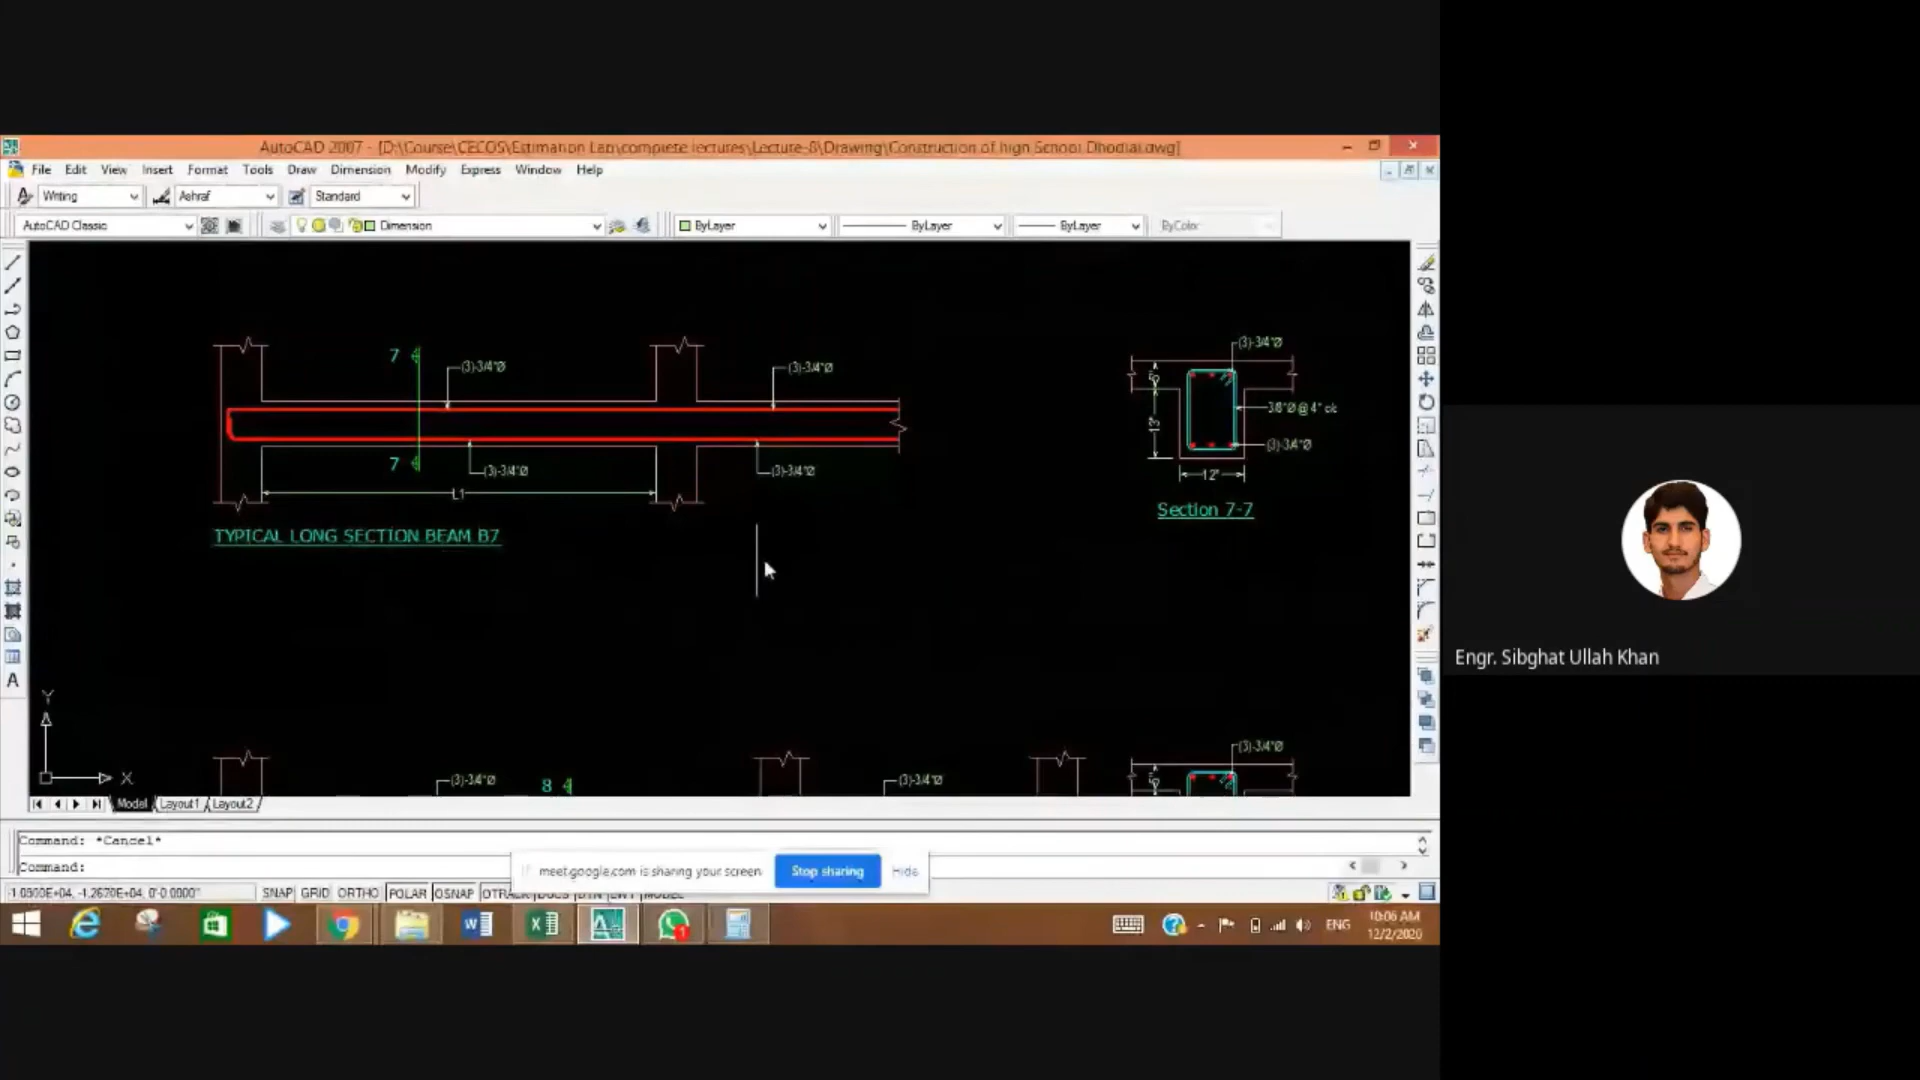 AutoCAD 2007 - [D:\Course\CECOS\Estimation Lab\complete lectures\Lecture-8\Drawing\Construction of high School Dhodial.dwg]
File Edit View Insert Format Tools Draw Dimension Modify Express Window Help
Writing Ashraf Standard
AutoCAD Classic Dimension ByLayer ByLayer ByLayer ByColor
(3)-3/4"Ø
7
(3)-3/4"Ø
(3)-3/4"Ø
3/8"Ø@4" ck
13"
(3)-3/4"Ø
7
(3)-3/4"Ø
(3)-3/4"Ø
12"
L1
Section 7-7
TYPICAL LONG SECTION BEAM B7
Engr. Sibghat Ullah Khan
Y
X
(3)-3/4"Ø
(3)-3/4"Ø
8
(3)-3/4"Ø
Model Layout1 Layout2
Command: *Cancel*
Command:
meet.google.com is sharing your screen Stop sharing Hide
SNAP GRID ORTHO POLAR OSNAP OTRACK
ENG
10:06 AM
12/2/2020